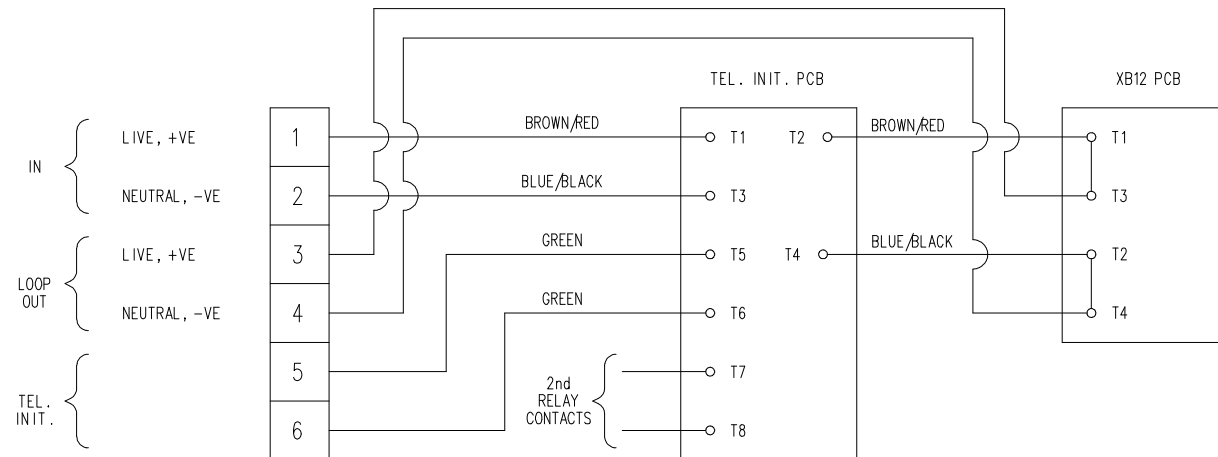 TEL. INIT. PCB
XB12 PCB
IN
LIVE, +VE
NEUTRAL, -VE
LOOP
OUT
LIVE, +VE
NEUTRAL, -VE
TEL.
INIT.
1
2
3
4
5
6
BROWN/RED
BLUE/BLACK
GREEN
GREEN
2nd
RELAY
CONTACTS
T1
T3
T5
T6
T7
T8
T2
T4
BROWN/RED
BLUE/BLACK
T1
T3
T2
T4